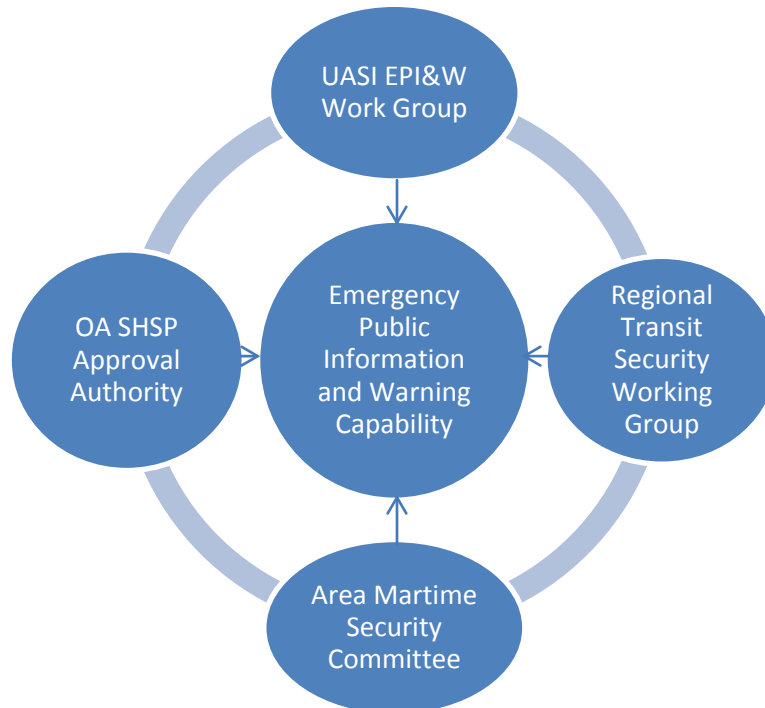 UASI EPI&W
Work Group
OA SHSP
Approval
Authority
Emergency
Public
Information
and Warning
Capability
Regional
Transit
Security
Working
Group
Area Martime
Security
Committee